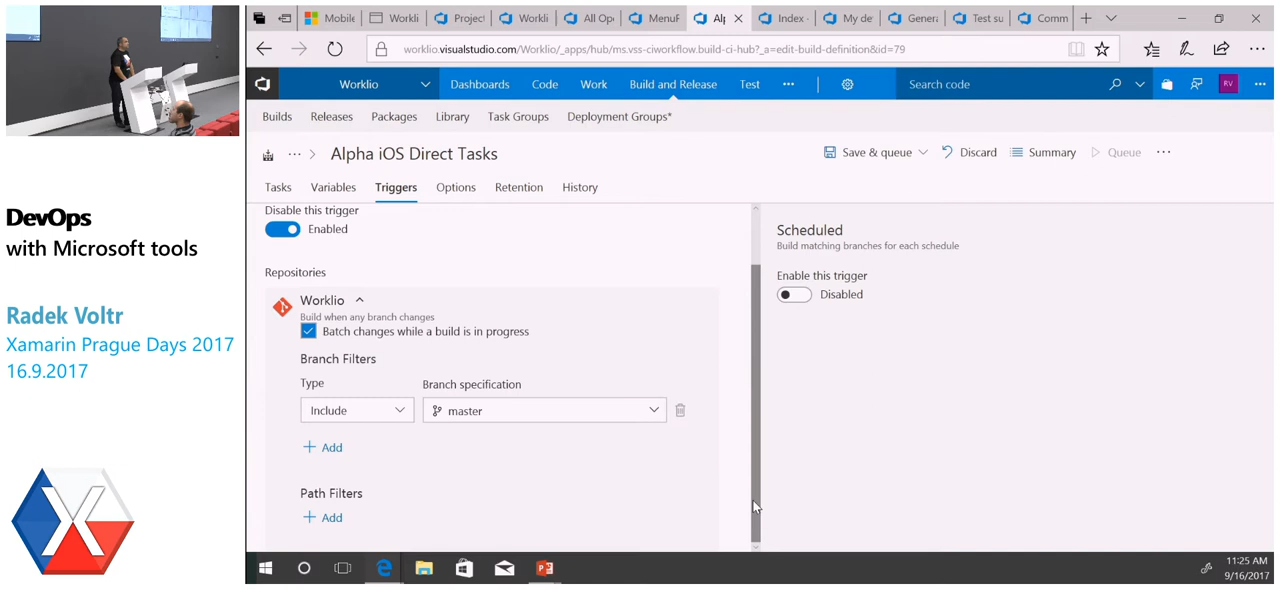 DevOps
with Microsoft tools
Radek Voltr
Xamarin Prague Days 2017
16.9.2017
X
Mobile
Workli
Project
Workli
All Op
MenuF
Al
Index -
My de
Genera
Test su
Comm
worklio.visualstudio.com/Worklio/_apps/hub/ms.vss-ciworkflow.build-ci-hub?_a=edit-build-definition&id=79
Worklio
Dashboards
Code
Work
Build and Release
Test
Search code
RV
Builds
Releases
Packages
Library
Task Groups
Deployment Groups*
Alpha iOS Direct Tasks
Save & queue
Discard
Summary
Queue
Tasks
Variables
Triggers
Options
Retention
History
Disable this trigger
Enabled
Repositories
Worklio
Build when any branch changes
Batch changes while a build is in progress
Branch Filters
Type
Branch specification
Include
master
+ Add
Path Filters
+ Add
Scheduled
Build matching branches for each schedule
Enable this trigger
Disabled
11:25 AM
9/16/2017